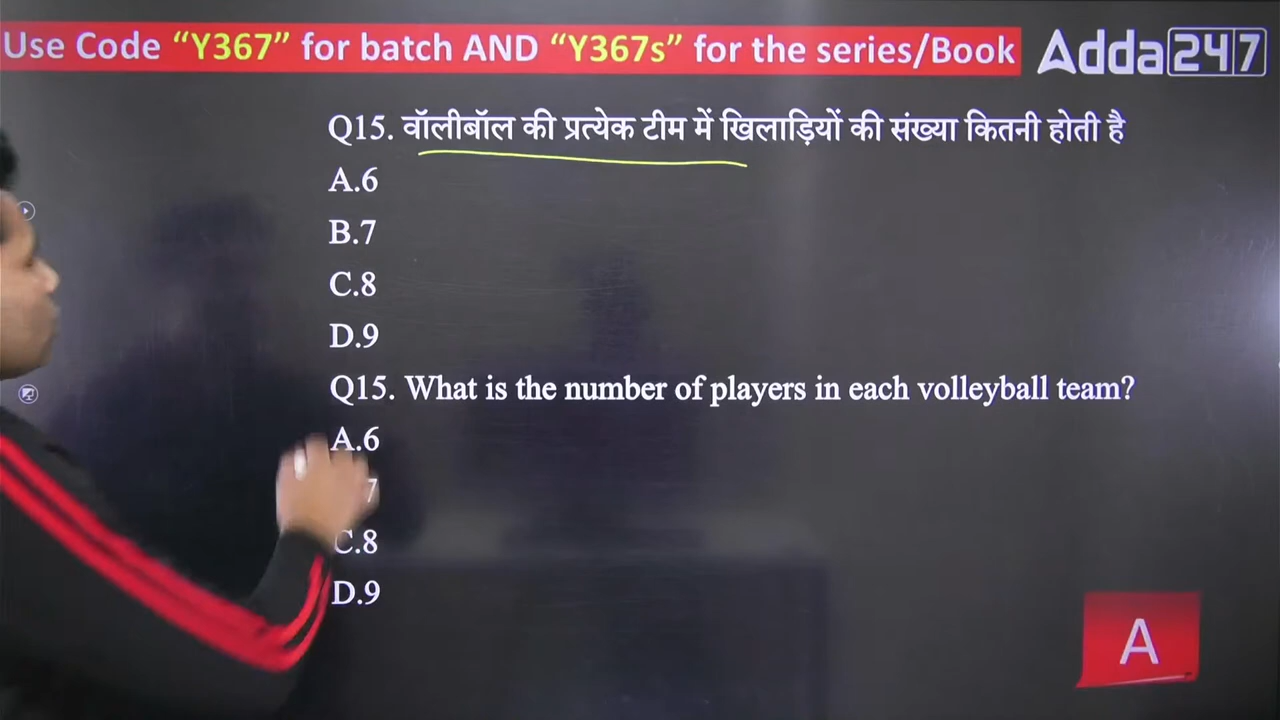 Use Code “Y367” for batch AND “Y367s” for the series/Book
Adda247
Q15. वॉलीबॉल की प्रत्येक टीम में खिलाड़ियों की संख्या कितनी होती है
A.6
B.7
C.8
D.9
Q15. What is the number of players in each volleyball team?
A.6
7
C.8
D.9
A